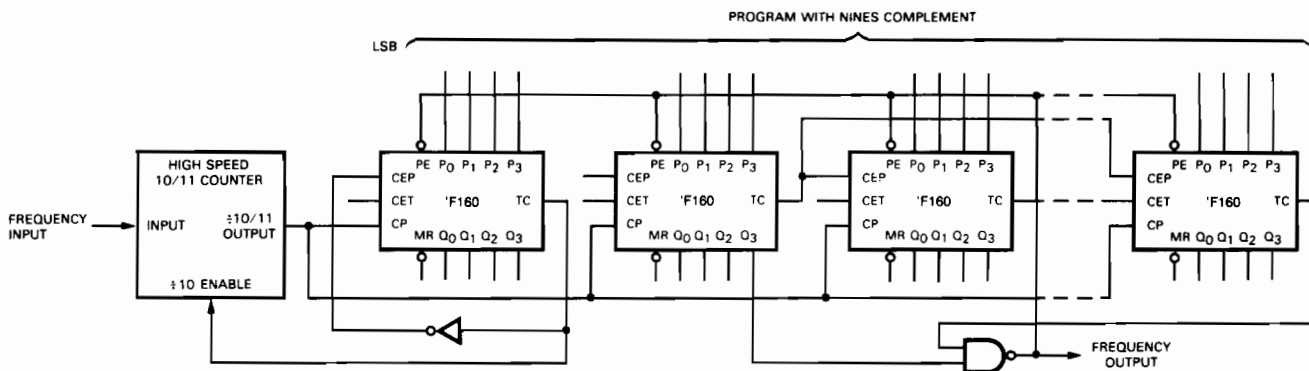 PROGRAM WITH NINES COMPLEMENT
LSB
HIGH SPEED
10/11 COUNTER
FREQUENCY
INPUT
INPUT
÷10/11
OUTPUT
÷10 ENABLE
PE P0 P1 P2 P3
CEP
CET 'F160 TC
CP
MR Q0 Q1 Q2 Q3
PE P0 P1 P2 P3
CEP
CET 'F160 TC
CP
MR Q0 Q1 Q2 Q3
PE P0 P1 P2 P3
CEP
CET 'F160 TC
CP
MR Q0 Q1 Q2 Q3
PE P0 P1 P2 P3
CEP
CET 'F160 TC
CP
MR Q0 Q1 Q2 Q3
FREQUENCY
OUTPUT